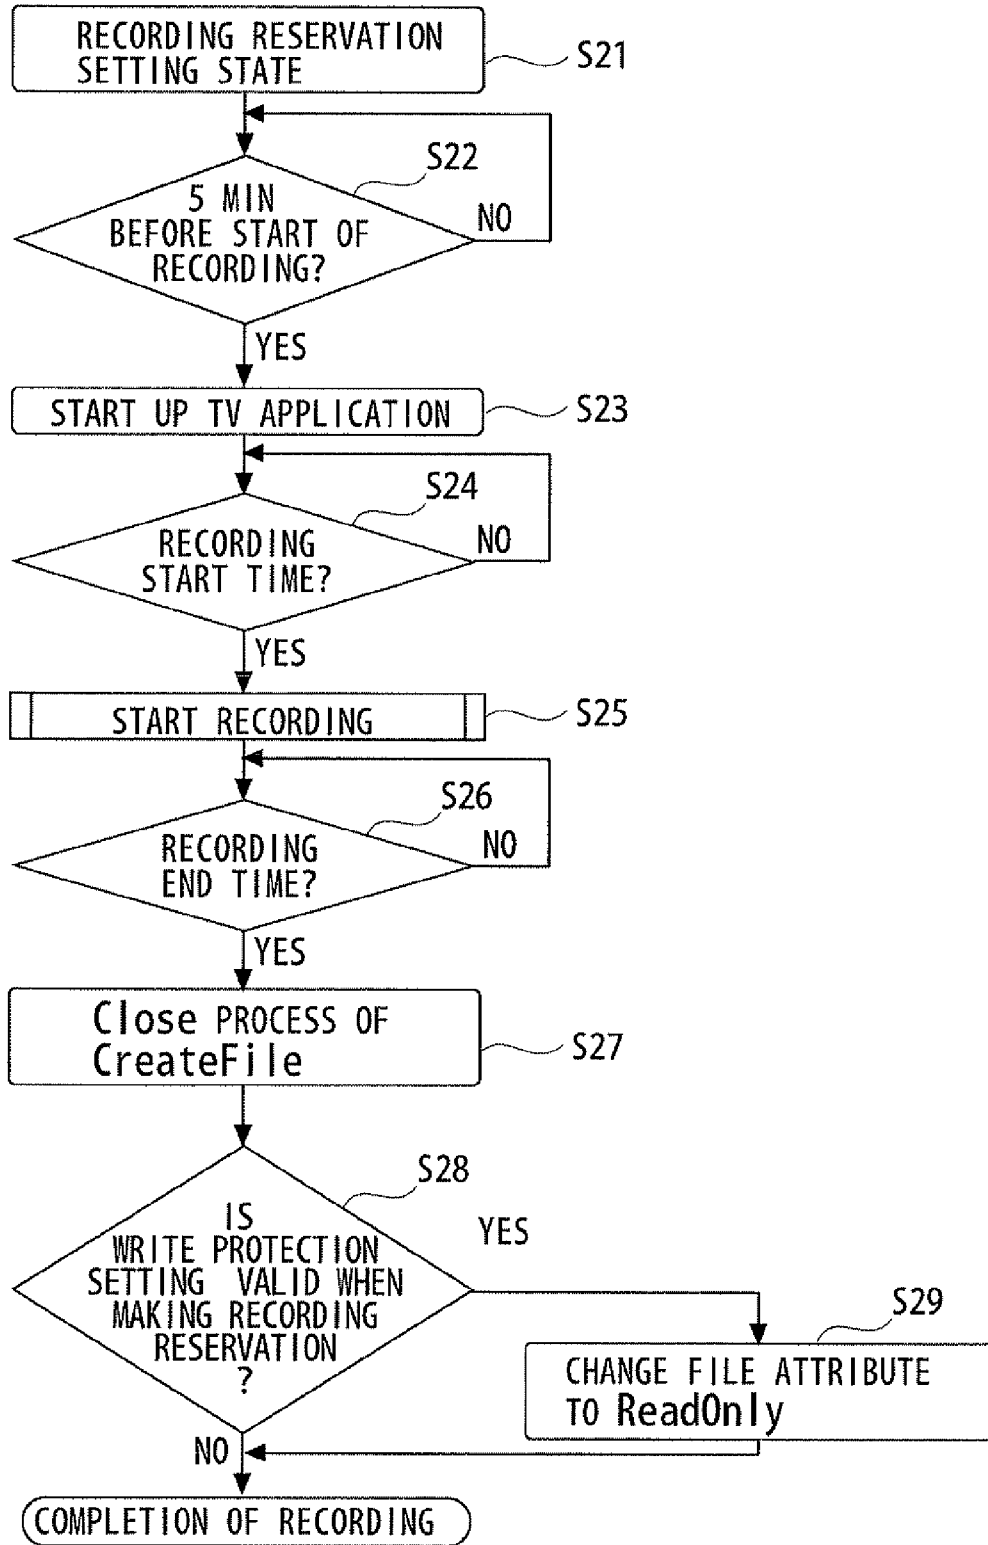 RECORDING RESERVATION
SETTING STATE
S21
S22
5 MIN
BEFORE START OF
RECORDING?
NO
YES
START UP TV APPLICATION
S23
S24
RECORDING
START TIME?
NO
YES
START RECORDING
S25
S26
RECORDING
END TIME?
NO
YES
Close PROCESS OF
CreateFile
S27
S28
IS
WRITE PROTECTION
SETTING VALID WHEN
MAKING RECORDING
RESERVATION
?
YES
S29
CHANGE FILE ATTRIBUTE
TO ReadOnly
NO
COMPLETION OF RECORDING